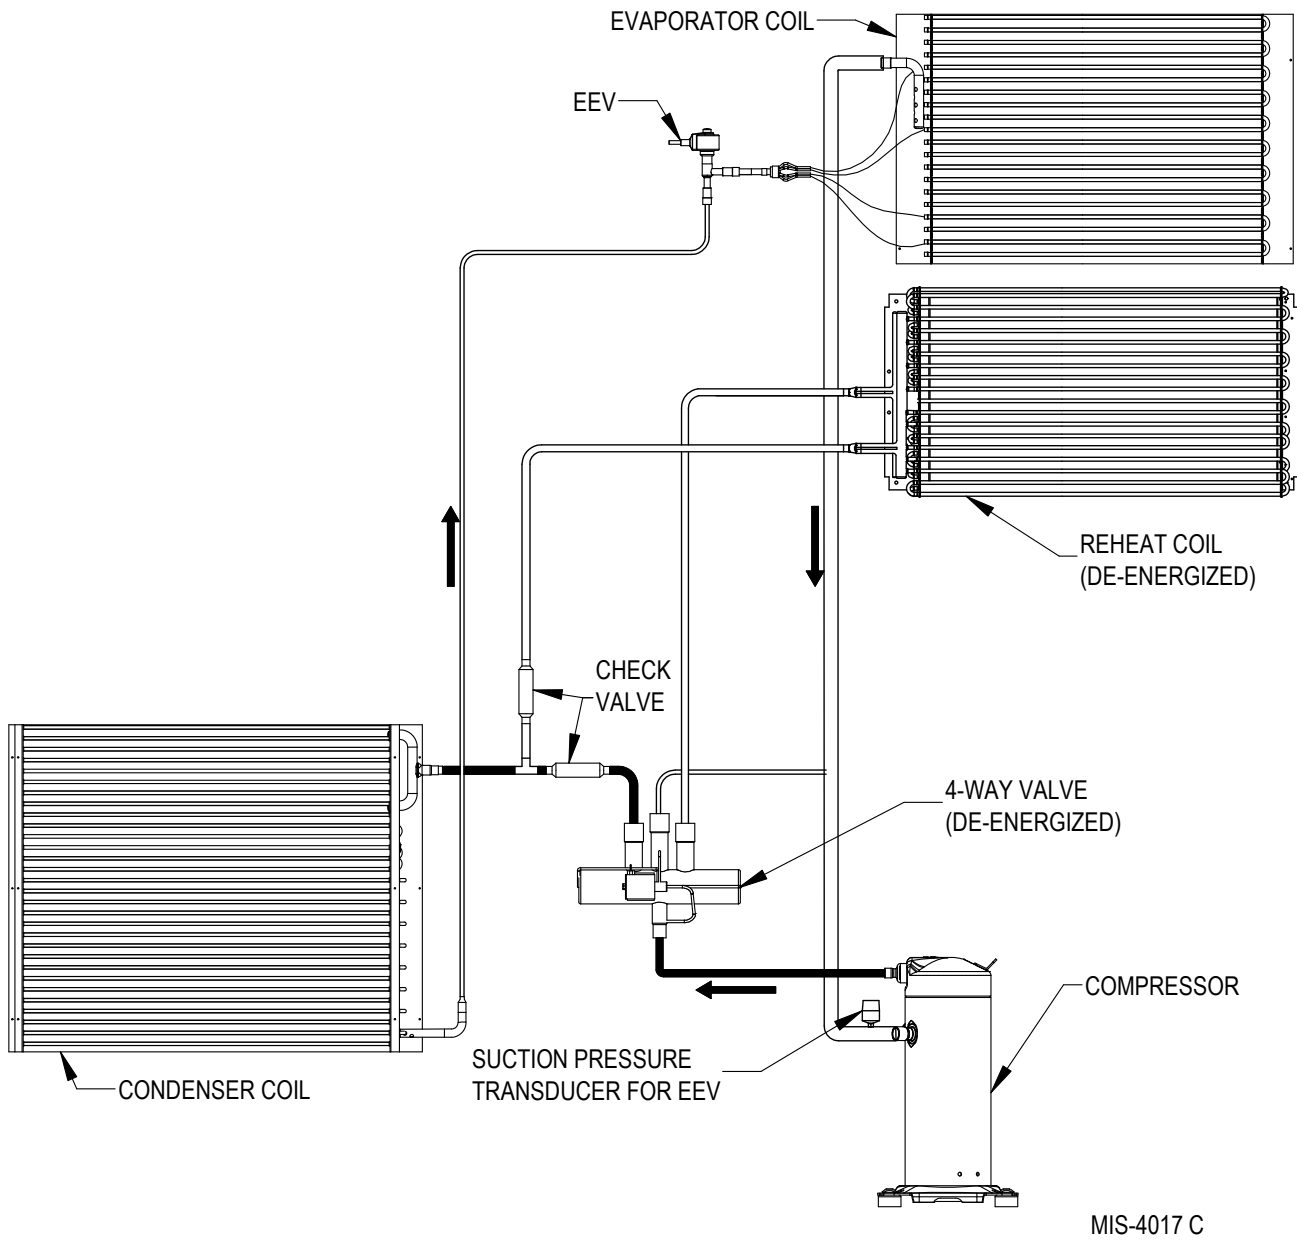 EVAPORATOR COIL
EEV
REHEAT COIL
(DE-ENERGIZED)
CHECK
VALVE
4-WAY VALVE
(DE-ENERGIZED)
COMPRESSOR
SUCTION PRESSURE
TRANSDUCER FOR EEV
CONDENSER COIL
MIS-4017 C